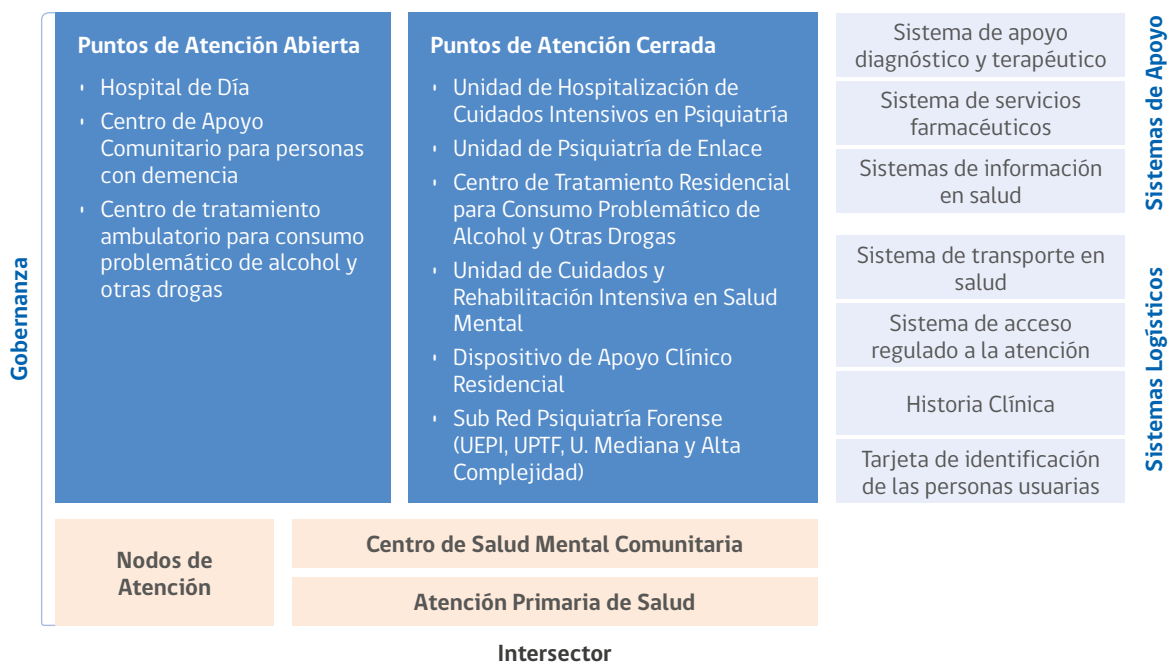 Gobernanza
Puntos de Atención Abierta
• Hospital de Día
• Centro de Apoyo
Comunitario para personas
con demencia
• Centro de tratamiento
ambulatorio para consumo
problemático de alcohol y
otras drogas
Puntos de Atención Cerrada
• Unidad de Hospitalización de
Cuidados Intensivos en Psiquiatría
• Unidad de Psiquiatría de Enlace
• Centro de Tratamiento Residencial
para Consumo Problemático de
Alcohol y Otras Drogas
• Unidad de Cuidados y
Rehabilitación Intensiva en Salud
Mental
• Dispositivo de Apoyo Clínico
Residencial
• Sub Red Psiquiatría Forense
(UEPI, UPTF, U. Mediana y Alta
Complejidad)
Sistema de apoyo
diagnóstico y terapéutico
Sistema de servicios
farmacéuticos
Sistemas de información
en salud
Sistemas de Apoyo
Sistema de transporte en
salud
Sistema de acceso
regulado a la atención
Historia Clínica
Tarjeta de identificación
de las personas usuarias
Sistemas Logísticos
Nodos de
Atención
Centro de Salud Mental Comunitaria
Atención Primaria de Salud
Intersector